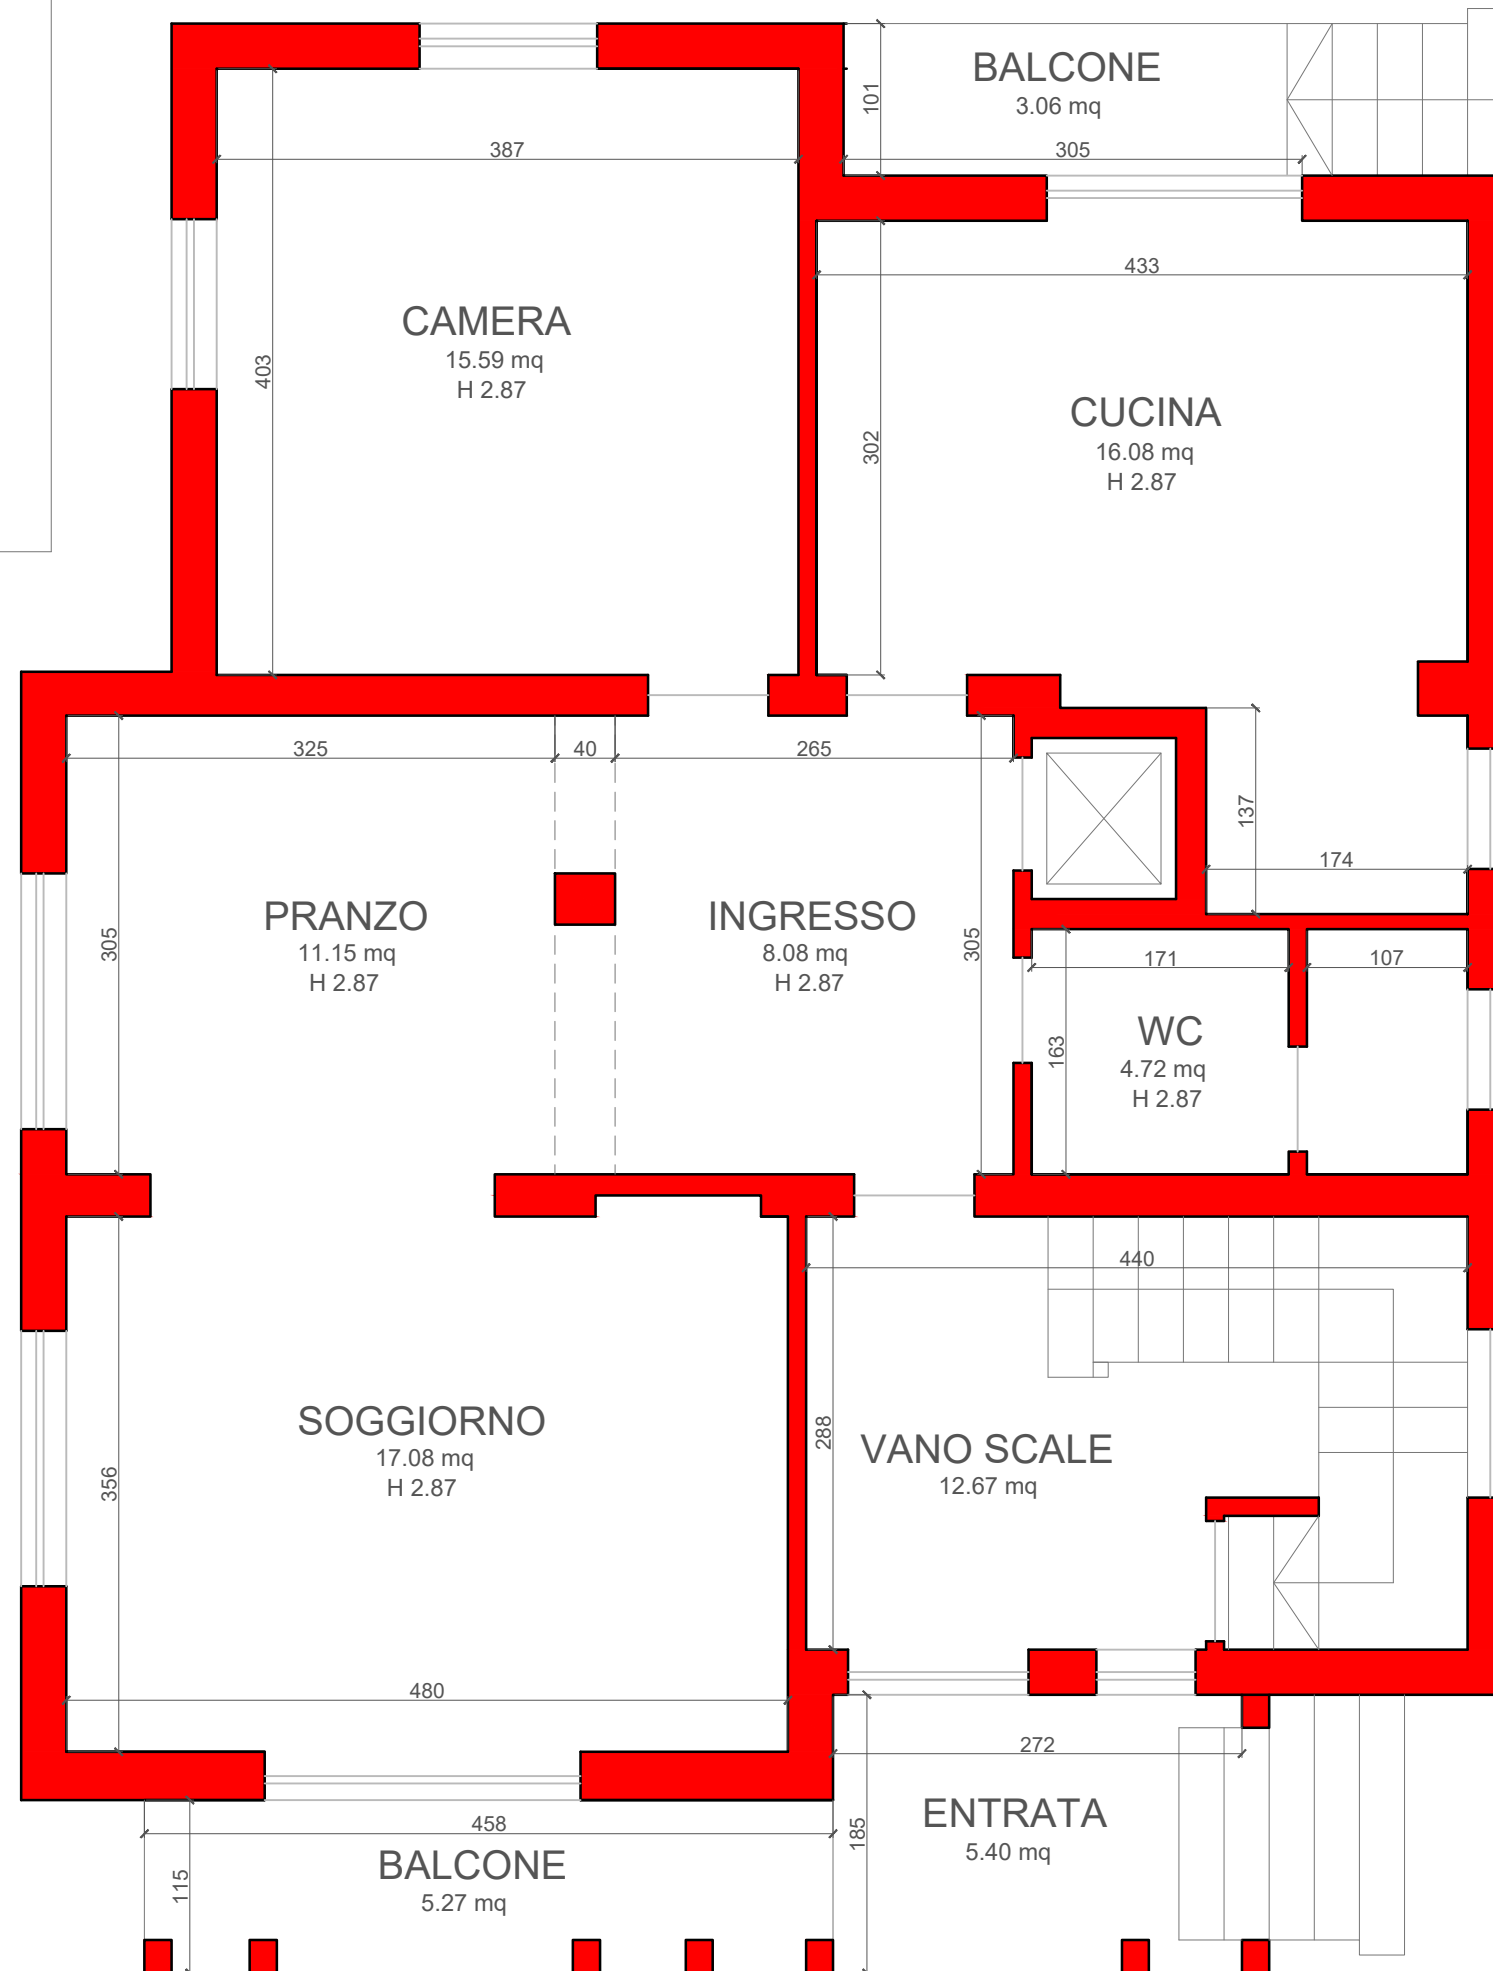 BALCONE
3.06 mq
101
305
387
433
CAMERA
15.59 mq
H 2.87
403
302
CUCINA
16.08 mq
H 2.87
325
40
265
137
174
PRANZO
11.15 mq
H 2.87
305
INGRESSO
8.08 mq
H 2.87
305
171
107
WC
4.72 mq
H 2.87
163
440
SOGGIORNO
17.08 mq
H 2.87
356
288
VANO SCALE
12.67 mq
480
272
458
185
ENTRATA
5.40 mq
BALCONE
5.27 mq
115